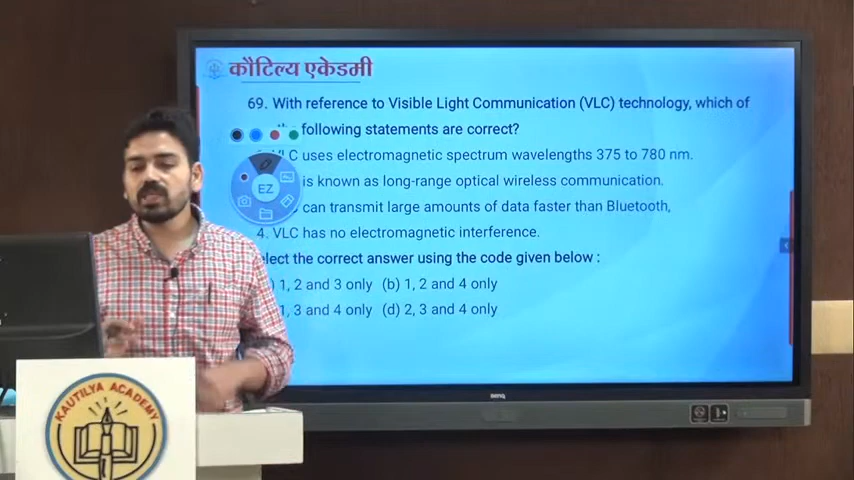 कौटिल्य एकेडमी
69. With reference to Visible Light Communication (VLC) technology, which of
following statements are correct?
uses electromagnetic spectrum wavelengths 375 to 780 nm.
is known as long-range optical wireless communication.
can transmit large amounts of data faster than Bluetooth,
4. VLC has no electromagnetic interference.
elect the correct answer using the code given below :
1, 2 and 3 only (b) 1, 2 and 4 only
1, 3 and 4 only (d) 2, 3 and 4 only
EZ
BenQ
KAUTILYA ACADEMY